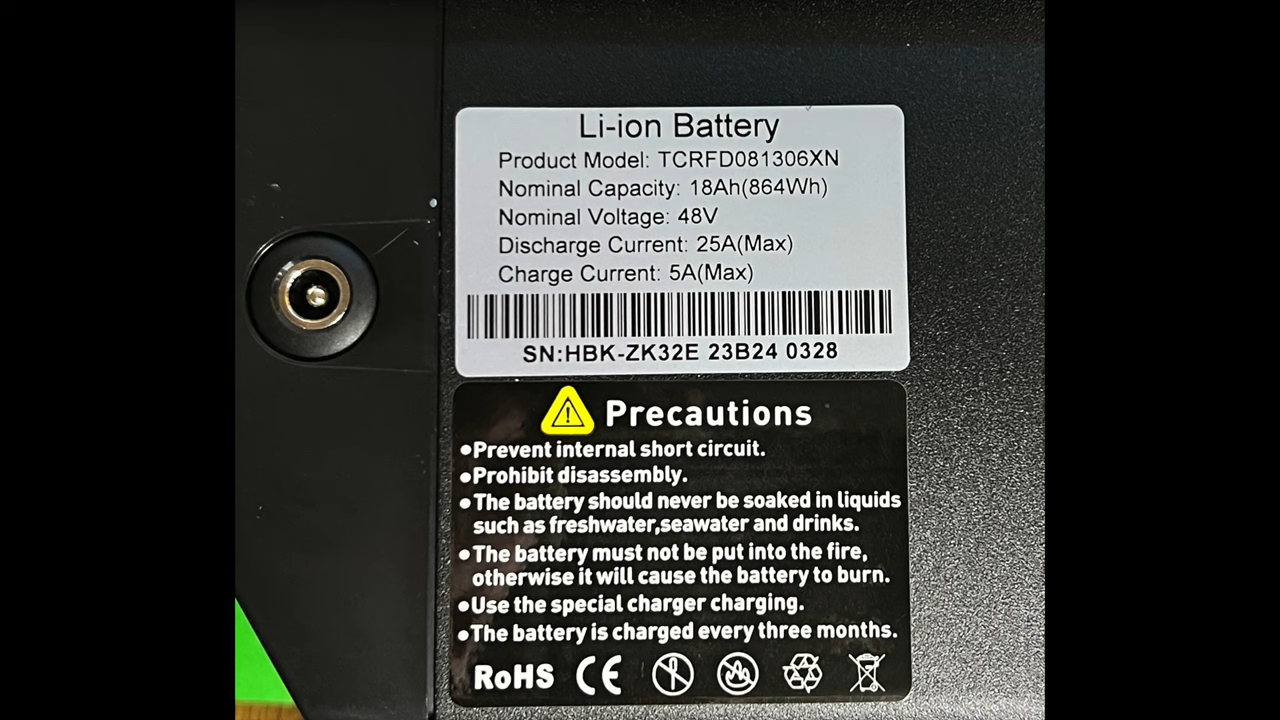 Li-ion Battery
Product Model: TCRFD081306XN
Nominal Capacity: 18Ah(864Wh)
Nominal Voltage: 48V
Discharge Current: 25A(Max)
Charge Current: 5A(Max)
SN:HBK-ZK32E 23B24 0328
Precautions
•Prevent internal short circuit.
•Prohibit disassembly.
•The battery should never be soaked in liquids
such as freshwater,seawater and drinks.
•The battery must not be put into the fire,
otherwise it will cause the battery to burn.
•Use the special charger charging.
•The battery is charged every three months.
RoHS CE